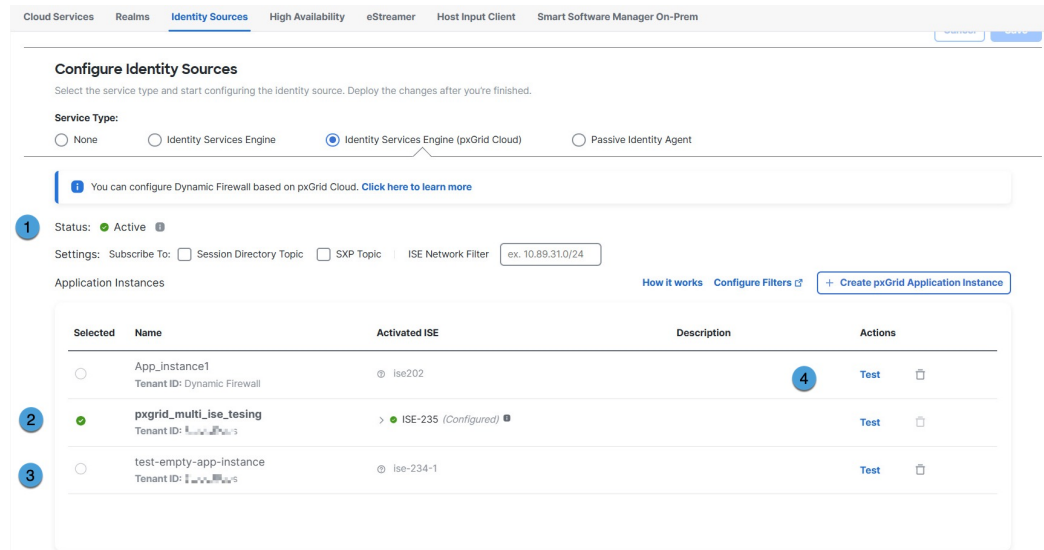 Cloud Services Realms Identity Sources High Availability eStreamer Host Input Client Smart Software Manager On-Prem
Configure Identity Sources
Select the service type and start configuring the identity source. Deploy the changes after you're finished.
Service Type:
None Identity Services Engine Identity Services Engine (pxGrid Cloud) Passive Identity Agent
You can configure Dynamic Firewall based on pxGrid Cloud. Click here to learn more
1 Status: Active
Settings: Subscribe To: Session Directory Topic SXP Topic ISE Network Filter ex. 10.89.31.0/24
Application Instances How it works Configure Filters + Create pxGrid Application Instance
Selected Name Activated ISE Description Actions
App_instance1 ise202
Tenant ID: Dynamic Firewall
4 Test
2 pxgrid_multi_ise_tesing ISE-235 (Configured)
Tenant ID:
Test
3 test-empty-app-instance ise-234-1
Tenant ID:
Test